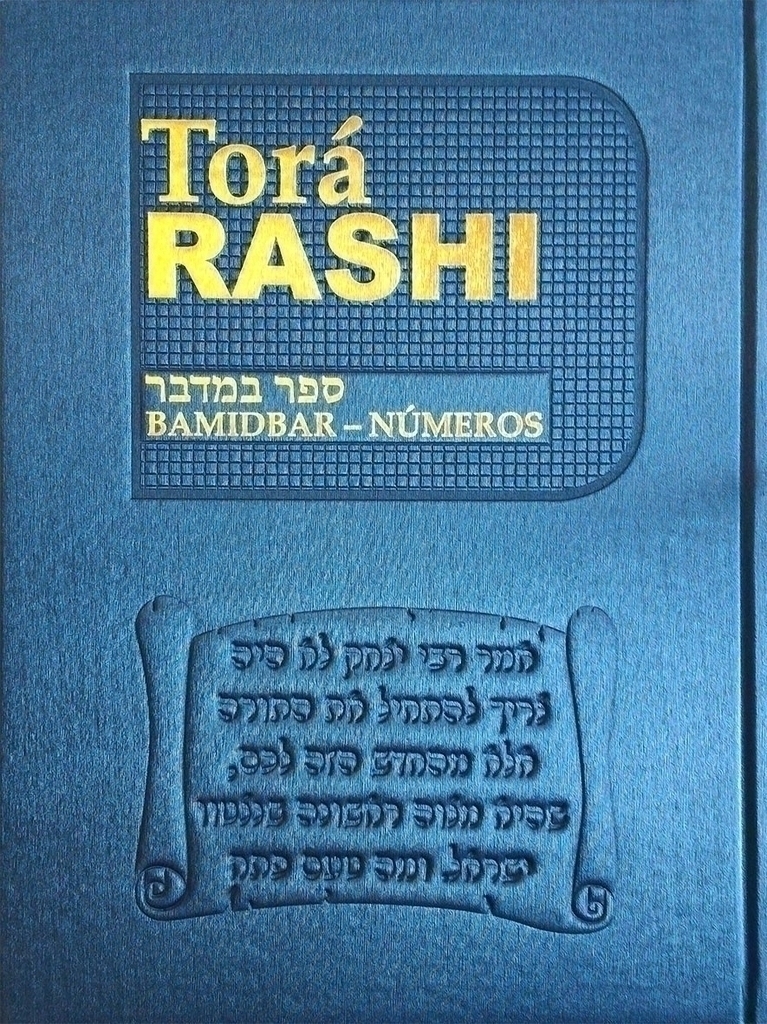 Torá
RASHI
ספר במדבר
BAMIDBAR – NÚMEROS
אמר רבי יצחק לא היה
צריך להתחיל את התורה
אלא מהחדש הזה לכם,
שהיא מצוה ראשונה שנצטוו
ישראל ומה טעם פתח